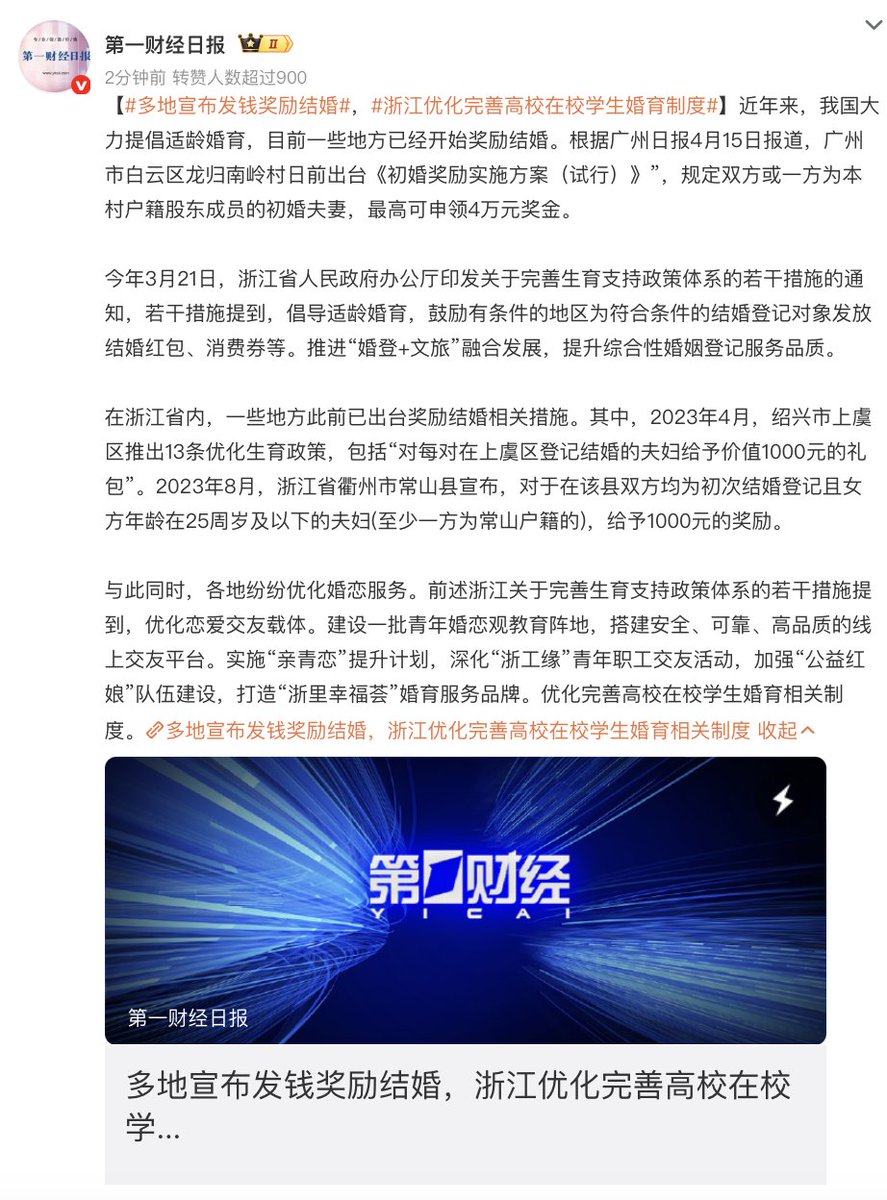 专/业/创/造/价/值
第一财经日报
www.yicai.com
第一财经日报 II
2分钟前 转赞人数超过900
【#多地宣布发钱奖励结婚#，#浙江优化完善高校在校学生婚育制度#】近年来，我国大
力提倡适龄婚育，目前一些地方已经开始奖励结婚。根据广州日报4月15日报道，广州
市白云区龙归南岭村日前出台《初婚奖励实施方案（试行）》”，规定双方或一方为本
村户籍股东成员的初婚夫妻，最高可申领4万元奖金。
今年3月21日，浙江省人民政府办公厅印发关于完善生育支持政策体系的若干措施的通
知，若干措施提到，倡导适龄婚育，鼓励有条件的地区为符合条件的结婚登记对象发放
结婚红包、消费券等。推进“婚登+文旅”融合发展，提升综合性婚姻登记服务品质。
在浙江省内，一些地方此前已出台奖励结婚相关措施。其中，2023年4月，绍兴市上虞
区推出13条优化生育政策，包括“对每对在上虞区登记结婚的夫妇给予价值1000元的礼
包”。2023年8月，浙江省衢州市常山县宣布，对于在该县双方均为初次结婚登记且女
方年龄在25周岁及以下的夫妇(至少一方为常山户籍的)，给予1000元的奖励。
与此同时，各地纷纷优化婚恋服务。前述浙江关于完善生育支持政策体系的若干措施提
到，优化恋爱交友载体。建设一批青年婚恋观教育阵地，搭建安全、可靠、高品质的线
上交友平台。实施“亲青恋”提升计划，深化“浙工缘”青年职工交友活动，加强“公益红
娘”队伍建设，打造“浙里幸福荟”婚育服务品牌。优化完善高校在校学生婚育相关制
度。多地宣布发钱奖励结婚，浙江优化完善高校在校学生婚育相关制度 收起
第一财经
YICAI
第一财经日报
多地宣布发钱奖励结婚，浙江优化完善高校在校
学...